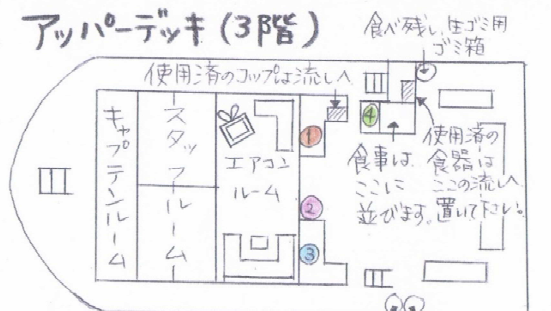 アッパーデッキ(3階)
食べ残し、生ゴミ用
ゴミ箱
使用済のコップは流しへ
キャプテンルーム
スタッフルーム
エアコン
ルーム
1
2
3
4
食事は
ここに
並びます。
使用済の
食器は
ここの流しへ
置いて下さい。